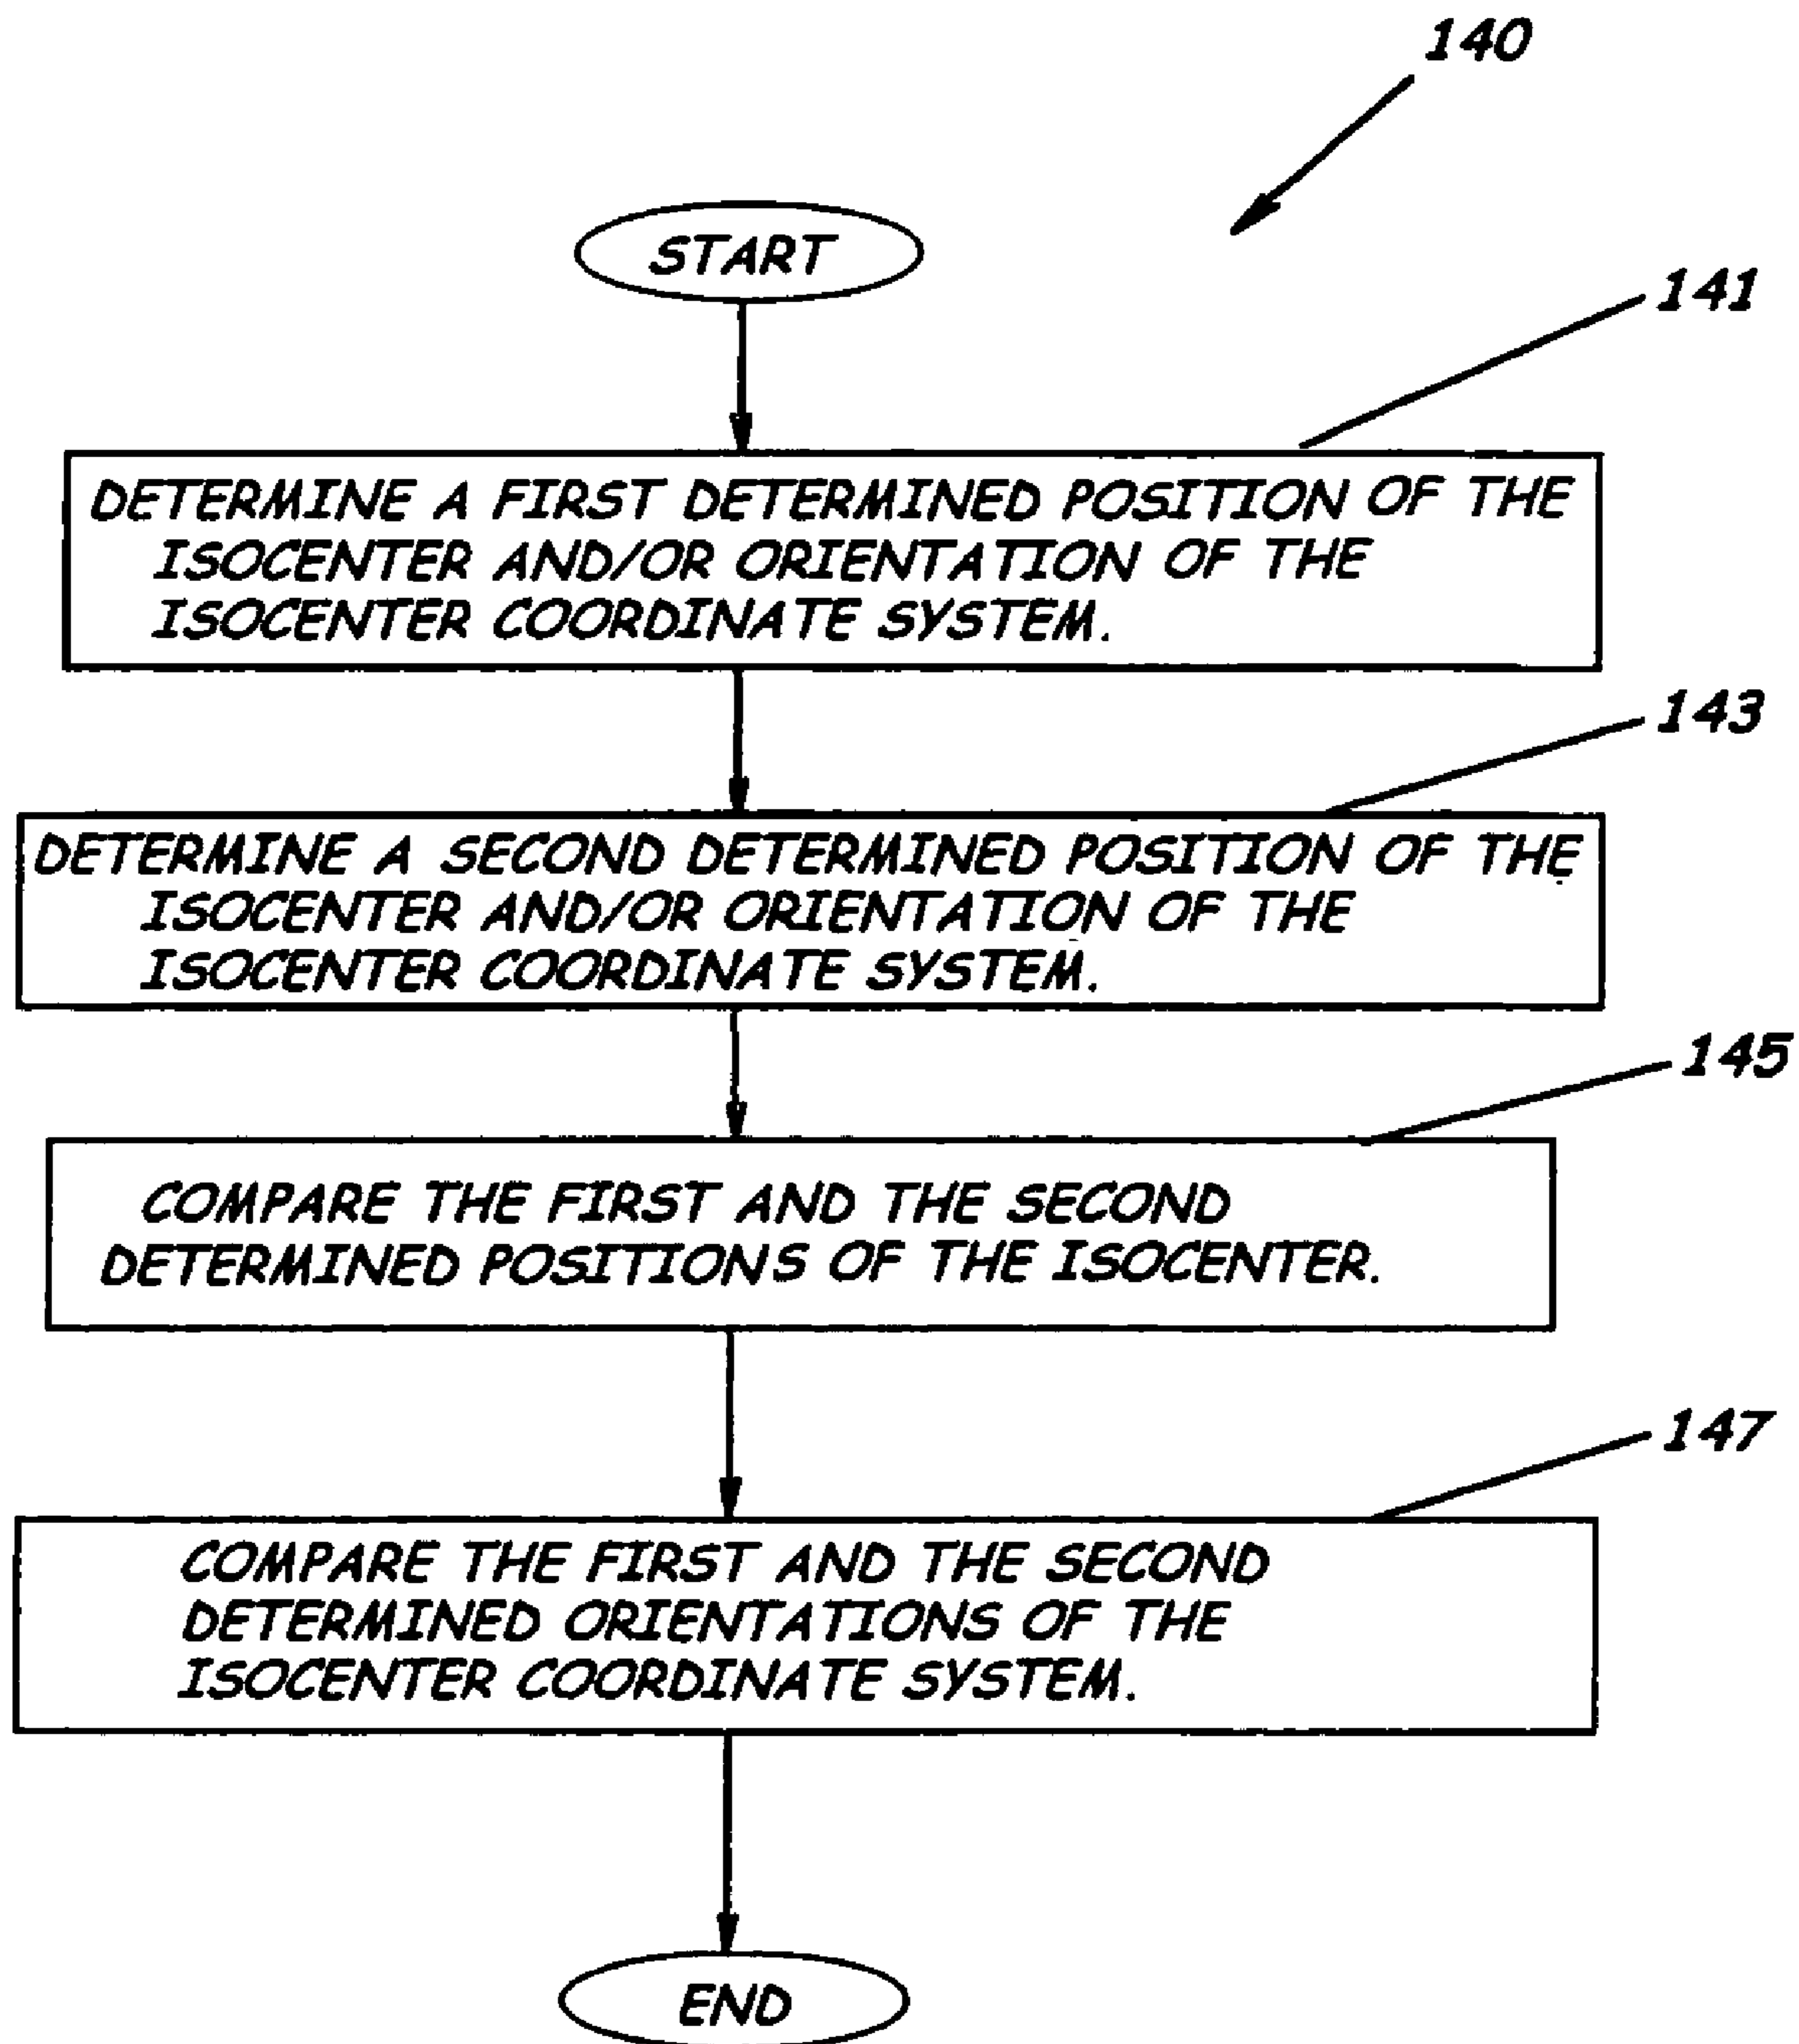 140
START
141
DETERMINE A FIRST DETERMINED POSITION OF THE
ISOCENTER AND/OR ORIENTATION OF THE
ISOCENTER COORDINATE SYSTEM.
143
DETERMINE A SECOND DETERMINED POSITION OF THE
ISOCENTER AND/OR ORIENTATION OF THE
ISOCENTER COORDINATE SYSTEM.
145
COMPARE THE FIRST AND THE SECOND
DETERMINED POSITIONS OF THE ISOCENTER.
147
COMPARE THE FIRST AND THE SECOND
DETERMINED ORIENTATIONS OF THE
ISOCENTER COORDINATE SYSTEM.
END